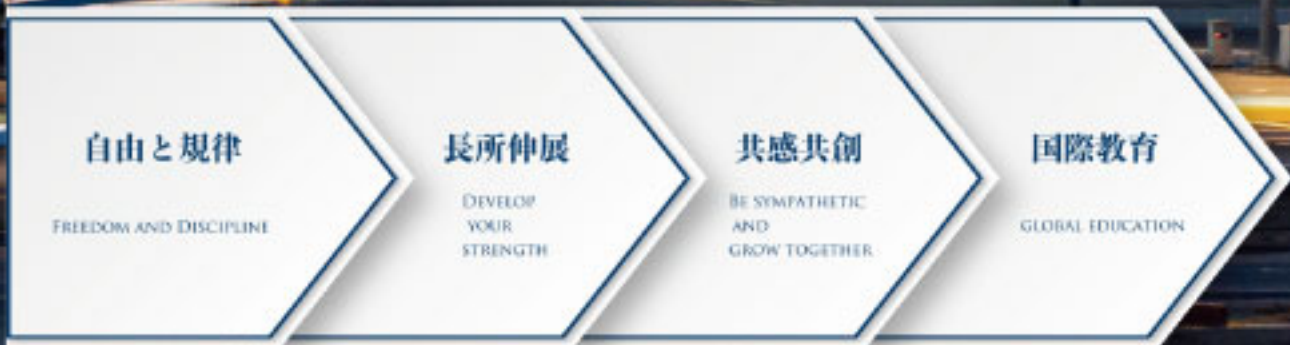 自由と規律
FREEDOM AND DISCIPLINE
長所伸展
DEVELOP
YOUR
STRENGTH
共感共創
BE SYMPATHETIC
AND
GROW TOGETHER
国際教育
GLOBAL EDUCATION